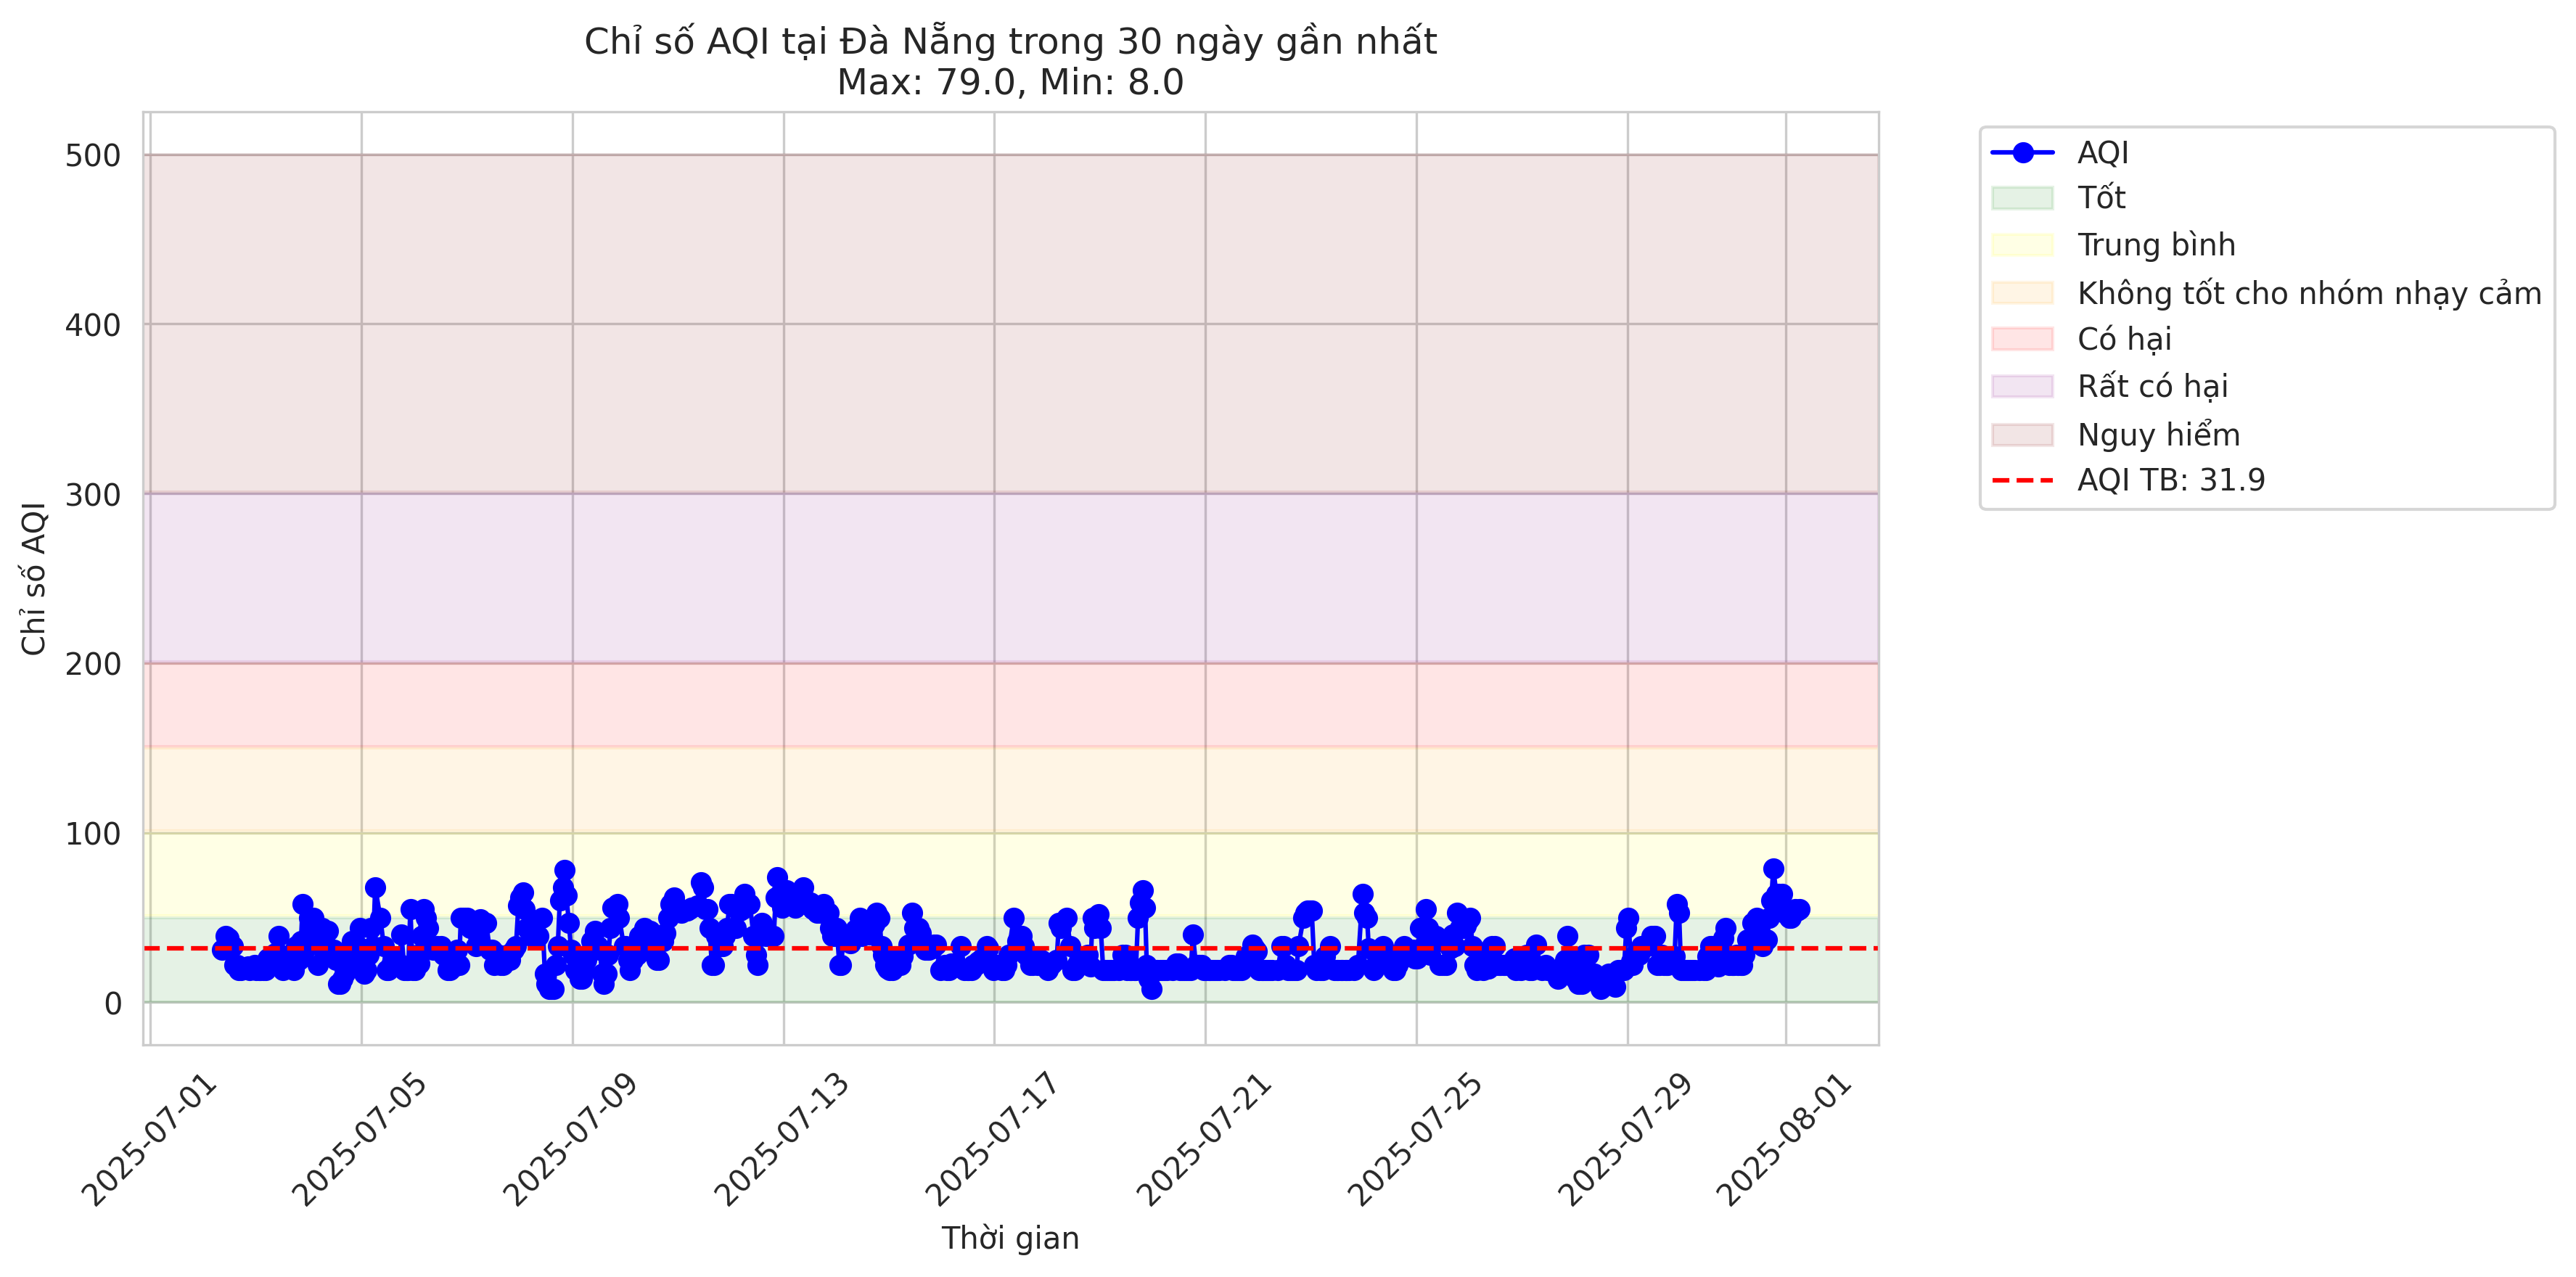 Chỉ số AQI tại Đà Nẵng trong 30 ngày gần nhất
Max: 79.0, Min: 8.0
Chỉ số AQI
500
400
300
200
100
0
2025-07-01
2025-07-05
2025-07-09
2025-07-13
2025-07-17
2025-07-21
2025-07-25
2025-07-29
2025-08-01
Thời gian
AQI
Tốt
Trung bình
Không tốt cho nhóm nhạy cảm
Có hại
Rất có hại
Nguy hiểm
AQI TB: 31.9